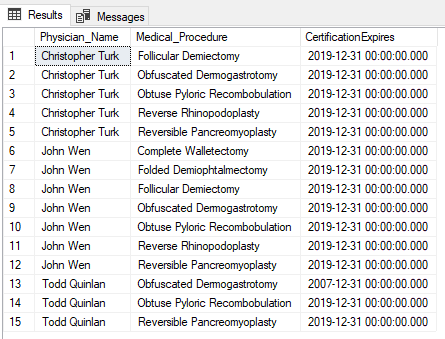 Results Messages
Physician_Name Medical_Procedure CertificationExpires
1 Christopher Turk Follicular Demiectomy 2019-12-31 00:00:00.000
2 Christopher Turk Obfuscated Demogastrotomy 2019-12-31 00:00:00.000
3 Christopher Turk Obtuse Pyloric Recombobulation 2019-12-31 00:00:00.000
4 Christopher Turk Reverse Rhinopodoplasty 2019-12-31 00:00:00.000
5 Christopher Turk Reversible Pancreomyoplasty 2019-12-31 00:00:00.000
6 John Wen Complete Walletectomy 2019-12-31 00:00:00.000
7 John Wen Folded Demiophtalmectomy 2019-12-31 00:00:00.000
8 John Wen Follicular Demiectomy 2019-12-31 00:00:00.000
9 John Wen Obfuscated Demogastrotomy 2019-12-31 00:00:00.000
10 John Wen Obtuse Pyloric Recombobulation 2019-12-31 00:00:00.000
11 John Wen Reverse Rhinopodoplasty 2019-12-31 00:00:00.000
12 John Wen Reversible Pancreomyoplasty 2019-12-31 00:00:00.000
13 Todd Quinlan Obfuscated Demogastrotomy 2007-12-31 00:00:00.000
14 Todd Quinlan Obtuse Pyloric Recombobulation 2019-12-31 00:00:00.000
15 Todd Quinlan Reversible Pancreomyoplasty 2019-12-31 00:00:00.000